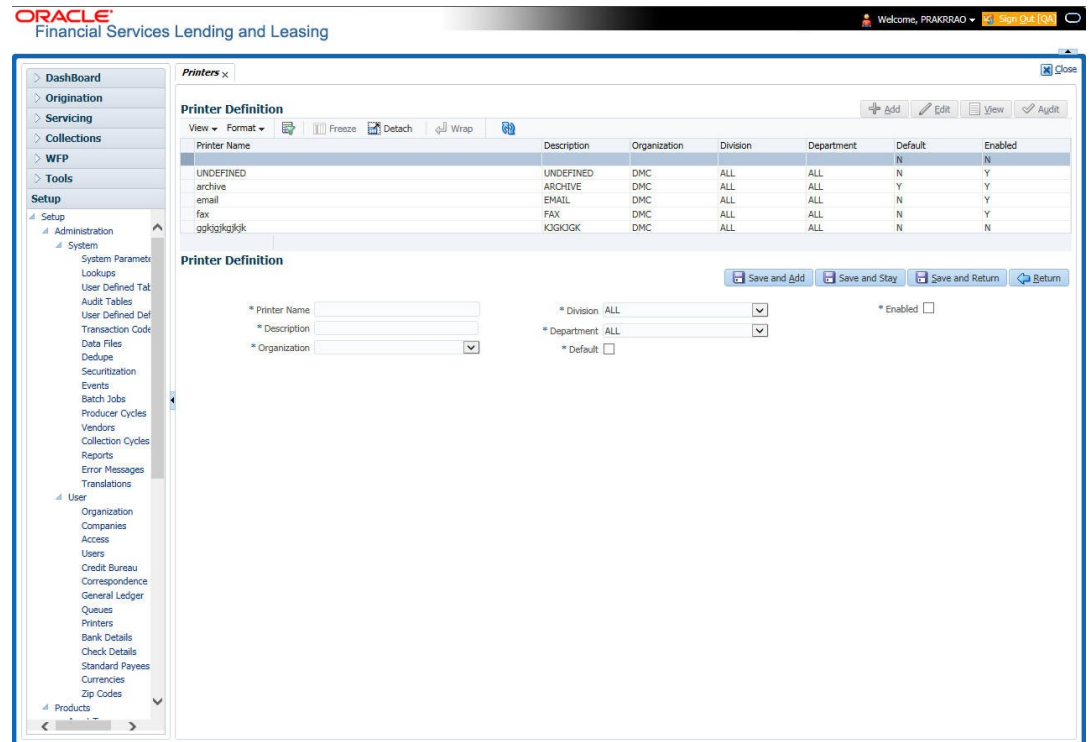 ORACLE
Financial Services Lending and Leasing
Welcome, PRAKRRAO
Sign Out [QA]
DashBoard
Origination
Servicing
Collections
WFP
Tools
Setup
Setup
Administration
System
System Paramete
Lookups
User Defined Tab
Audit Tables
User Defined Def
Transaction Code
Data Files
Dedupe
Securitization
Events
Batch Jobs
Producer Cycles
Vendors
Collection Cycles
Reports
Error Messages
Translations
User
Organization
Companies
Access
Users
Credit Bureau
Correspondence
General Ledger
Queues
Printers
Bank Details
Check Details
Standard Payees
Currencies
Zip Codes
Products
Printers
Close
Printer Definition
Add Edit View Audit
View Format Freeze Detach Wrap
Printer Name Description Organization Division Department Default Enabled
N N
UNDEFINED UNDEFINED DMC ALL ALL N Y
archive ARCHIVE DMC ALL ALL Y Y
email EMAIL DMC ALL ALL N Y
fax FAX DMC ALL ALL N Y
KJGKJGK DMC ALL ALL N N
Printer Definition
Save and Add Save and Stay Save and Return Return
* Printer Name
* Description
* Organization
* Division ALL
* Department ALL
* Default
* Enabled